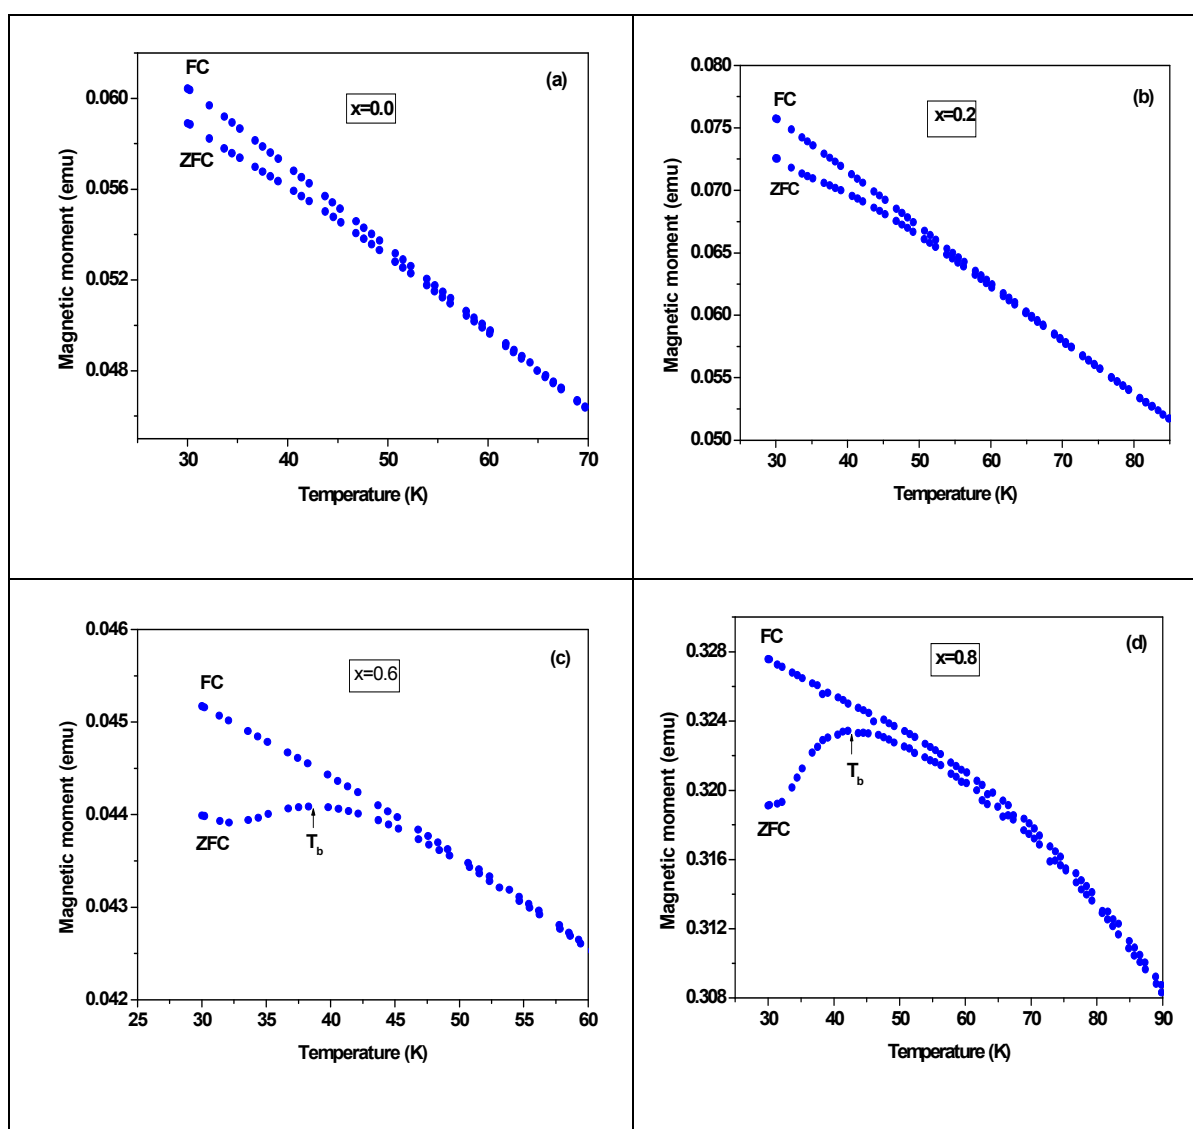 FC
(a)
x=0.0
0.060
ZFC
0.056
0.052
0.048
Magnetic moment (emu)
30 40 50 60 70
Temperature (K)
0.080
(b)
FC
x=0.2
0.075
0.070
ZFC
0.065
0.060
0.055
0.050
Magnetic moment (emu)
30 40 50 60 70 80
Temperature (K)
0.046
(c)
FC
x=0.6
0.045
0.044
ZFC
Tb
0.043
0.042
Magnetic moment (emu)
25 30 35 40 45 50 55 60
Temperature (K)
FC
(d)
x=0.8
0.328
0.324
Tb
0.320
ZFC
0.316
0.312
0.308
Magnetic moment (emu)
30 40 50 60 70 80 90
Temperature (K)